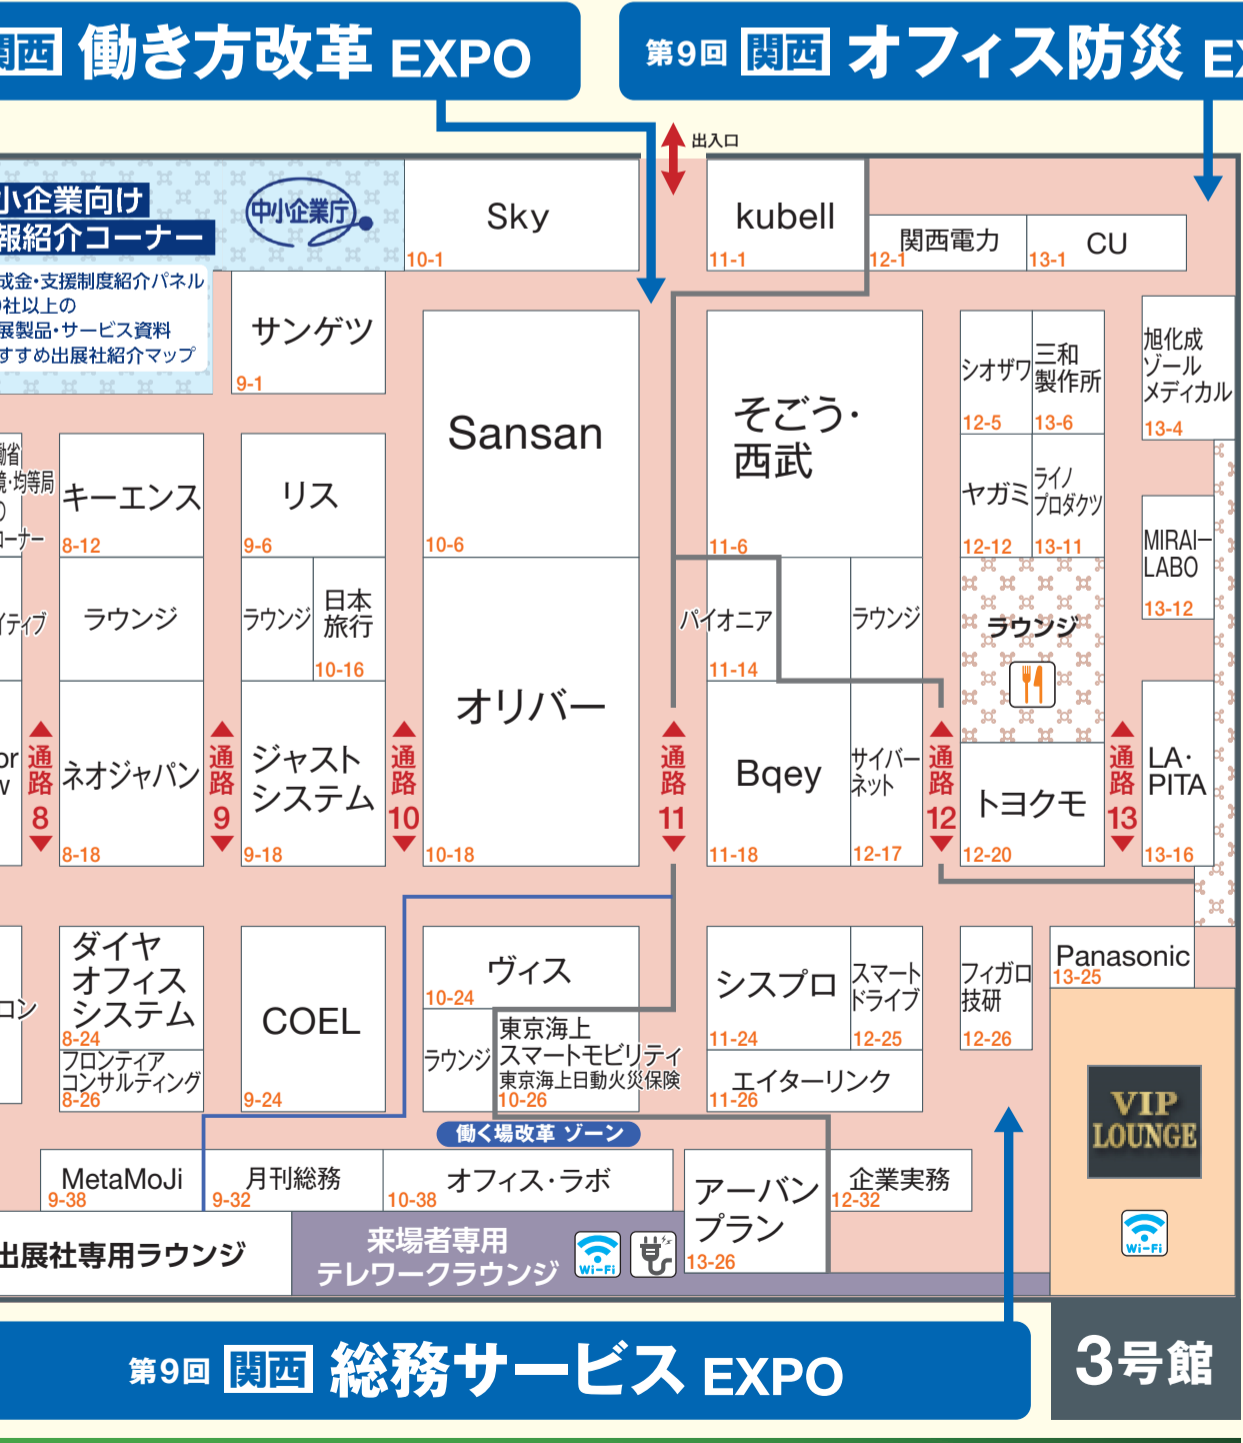 関西 働き方改革 EXPO
第9回 関西 オフィス防災 EX
出入口
小企業向け
報紹介コーナー
成金・支援制度紹介パネル
社以上の
展製品・サービス資料
すすめ出展社紹介マップ
中小企業庁
Sky
10-1
kubell
11-1
関西電力
12-1
CU
13-1
サンゲツ
9-1
Sansan
10-6
そごう・
西武
11-6
シオザワ
12-5
三和
製作所
13-6
旭化成
ゾール
メディカル
13-4
働省
境・均等局
の
コーナー
キーエンス
8-12
リス
9-6
ヤガミ
12-12
ライノ
プロダクツ
13-11
MIRAI-
LABO
13-12
イティブ
ラウンジ
ラウンジ
日本
旅行
10-16
オリバー
10-18
パイオニア
11-14
ラウンジ
ラウンジ
or
w
通路
8
ネオジャパン
8-18
通路
9
ジャスト
システム
9-18
通路
10
通路
11
Bqey
11-18
サイバー
ネット
12-17
通路
12
トヨクモ
12-20
通路
13
LA・
PITA
13-16
ロン
ダイヤ
オフィス
システム
8-24
フロンティア
コンサルティング
8-26
COEL
9-24
ヴィス
10-24
ラウンジ
東京海上
スマートモビリティ
東京海上日動火災保険
10-26
シスプロ
11-24
スマート
ドライブ
12-25
エイターリンク
11-26
フィガロ
技研
12-26
Panasonic
13-25
VIP
LOUNGE
Wi-Fi
働く場改革 ゾーン
MetaMoJi
9-38
月刊総務
9-32
オフィス・ラボ
10-38
アーバン
プラン
13-26
企業実務
12-32
出展社専用ラウンジ
来場者専用
テレワークラウンジ
Wi-Fi
第9回 関西 総務サービス EXPO
3号館